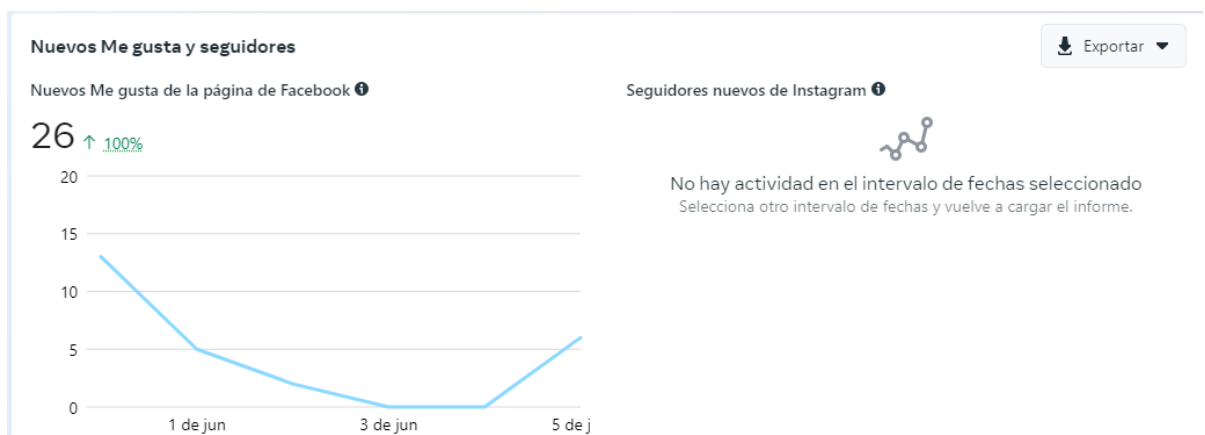 Nuevos Me gusta y seguidores
Exportar
Nuevos Me gusta de la página de Facebook
26 ↑ 100%
20
15
10
5
0
1 de jun
3 de jun
5 de j
Seguidores nuevos de Instagram
No hay actividad en el intervalo de fechas seleccionado
Selecciona otro intervalo de fechas y vuelve a cargar el informe.